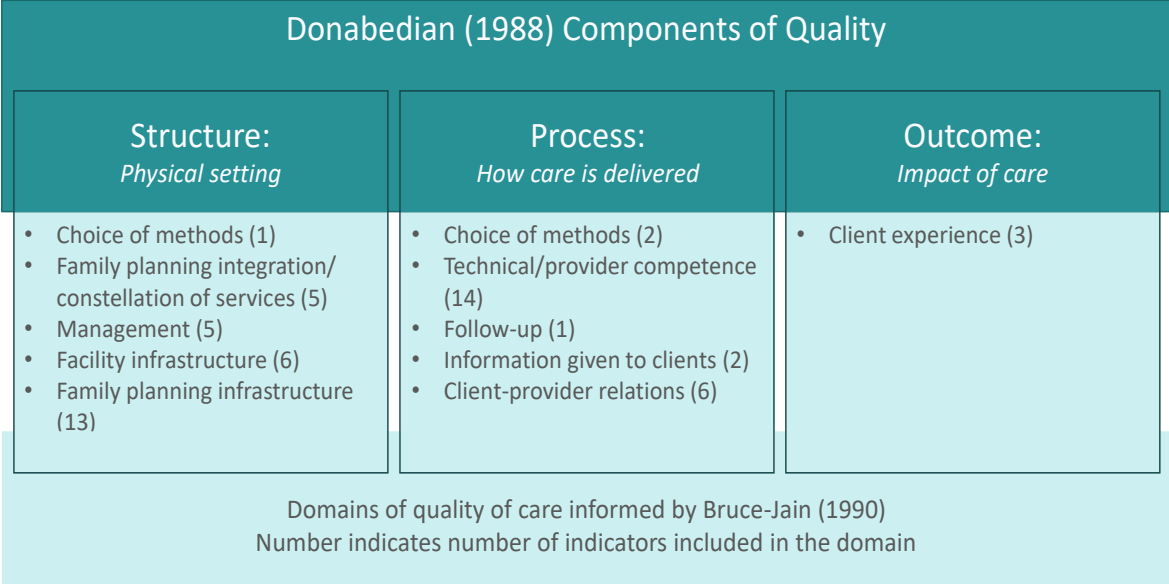 Donabedian (1988) Components of Quality
Structure:
Physical setting
• Choice of methods (1)
• Family planning integration/
constellation of services (5)
• Management (5)
• Facility infrastructure (6)
• Family planning infrastructure
(13)
Process:
How care is delivered
• Choice of methods (2)
• Technical/provider competence
(14)
• Follow-up (1)
• Information given to clients (2)
• Client-provider relations (6)
Outcome:
Impact of care
• Client experience (3)
Domains of quality of care informed by Bruce-Jain (1990)
Number indicates number of indicators included in the domain